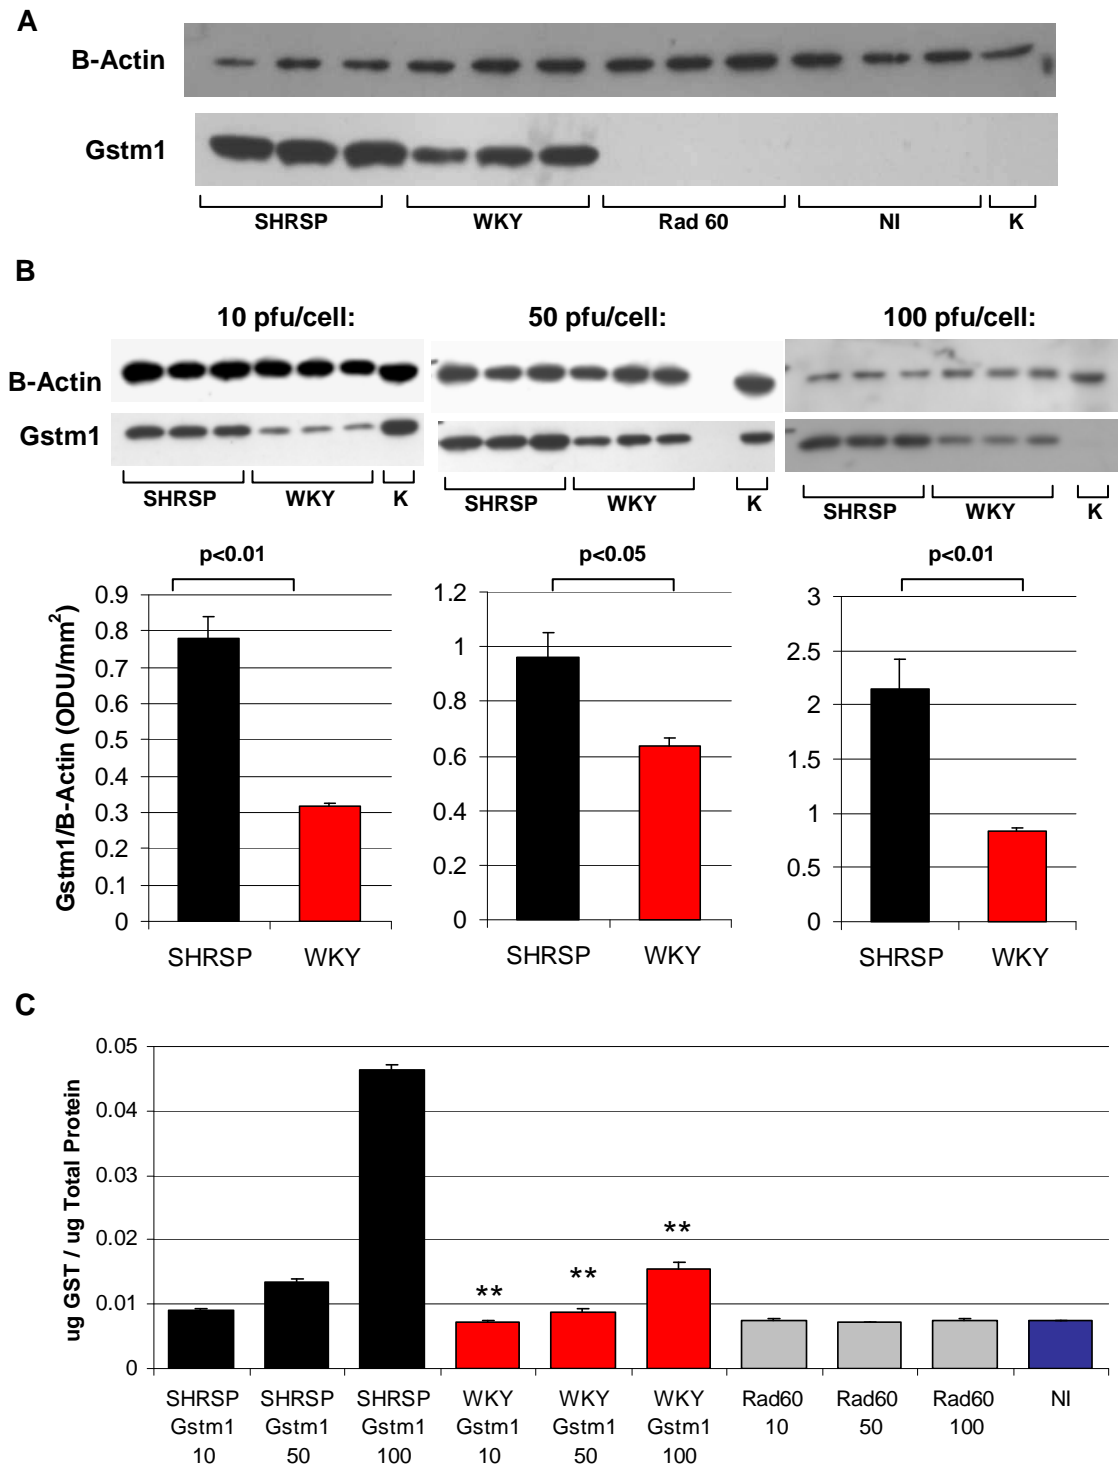 A
B-Actin
Gstm1
SHRSP WKY Rad 60 NI K
B
10 pfu/cell: 50 pfu/cell: 100 pfu/cell:
B-Actin
Gstm1
SHRSP WKY K SHRSP WKY K SHRSP WKY K
p<0.01 p<0.05 p<0.01
Gstm1/B-Actin (ODU/mm²)
0.9
0.8
0.7
0.6
0.5
0.4
0.3
0.2
0.1
0
SHRSP WKY
1.2
1
0.8
0.6
0.4
0.2
0
SHRSP WKY
3
2.5
2
1.5
1
0.5
0
SHRSP WKY
C
ug GST / ug Total Protein
0.05
0.04
0.03
0.02
0.01
0
** ** **
SHRSP SHRSP SHRSP WKY WKY WKY Rad60 Rad60 Rad60 NI
Gstm1 Gstm1 Gstm1 Gstm1 Gstm1 Gstm1 10 50 100
10 50 100 10 50 100